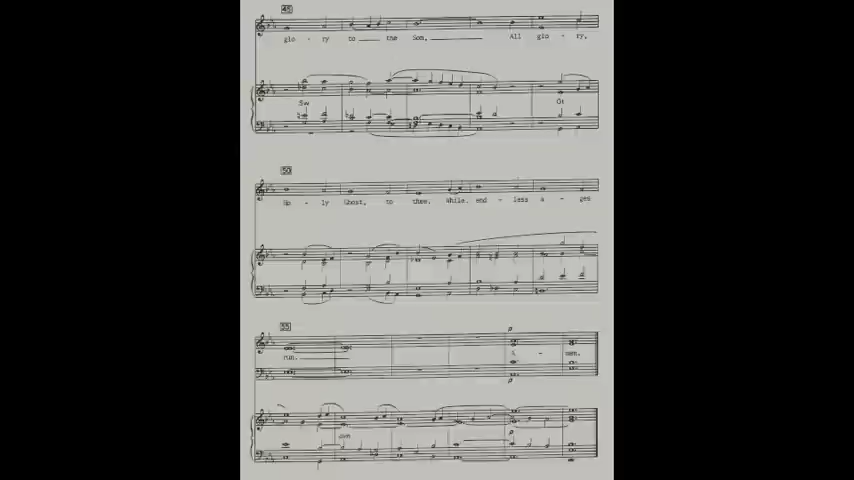 45
glo - ry to the Son, All glo - ry,
Sw
Gt
50
Ho - ly Ghost, to thee. While end - less a - ges
55
run.
p
A - men.
p
p